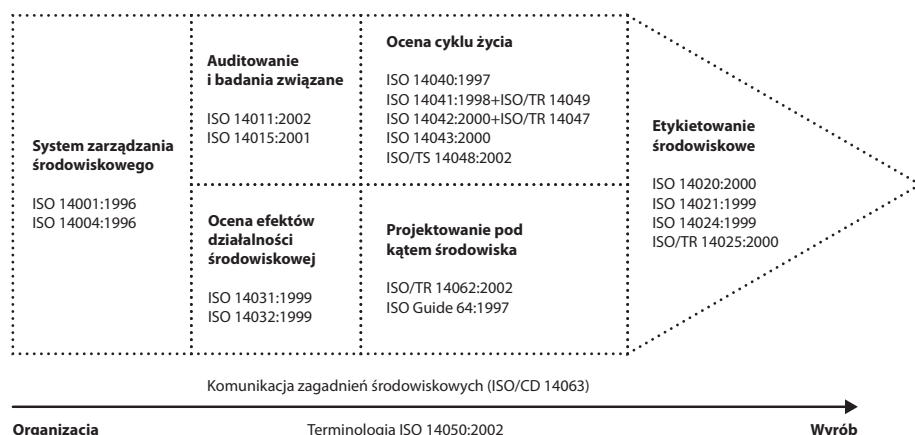 System zarządzania
środowiskowego
ISO 14001:1996
ISO 14004:1996
Auditowanie
i badania związane
ISO 14011:2002
ISO 14015:2001
Ocena efektów
działalności
środowiskowej
ISO 14031:1999
ISO 14032:1999
Ocena cyklu życia
ISO 14040:1997
ISO 14041:1998+ISO/TR 14049
ISO 14042:2000+ISO/TR 14047
ISO 14043:2000
ISO/TS 14048:2002
Projektowanie pod
kątem środowiska
ISO/TR 14062:2002
ISO Guide 64:1997
Etykietowanie
środowiskowe
ISO 14020:2000
ISO 14021:1999
ISO 14024:1999
ISO/TR 14025:2000
Komunikacja zagadnień środowiskowych (ISO/CD 14063)
Organizacja
Terminologia ISO 14050:2002
Wyrób